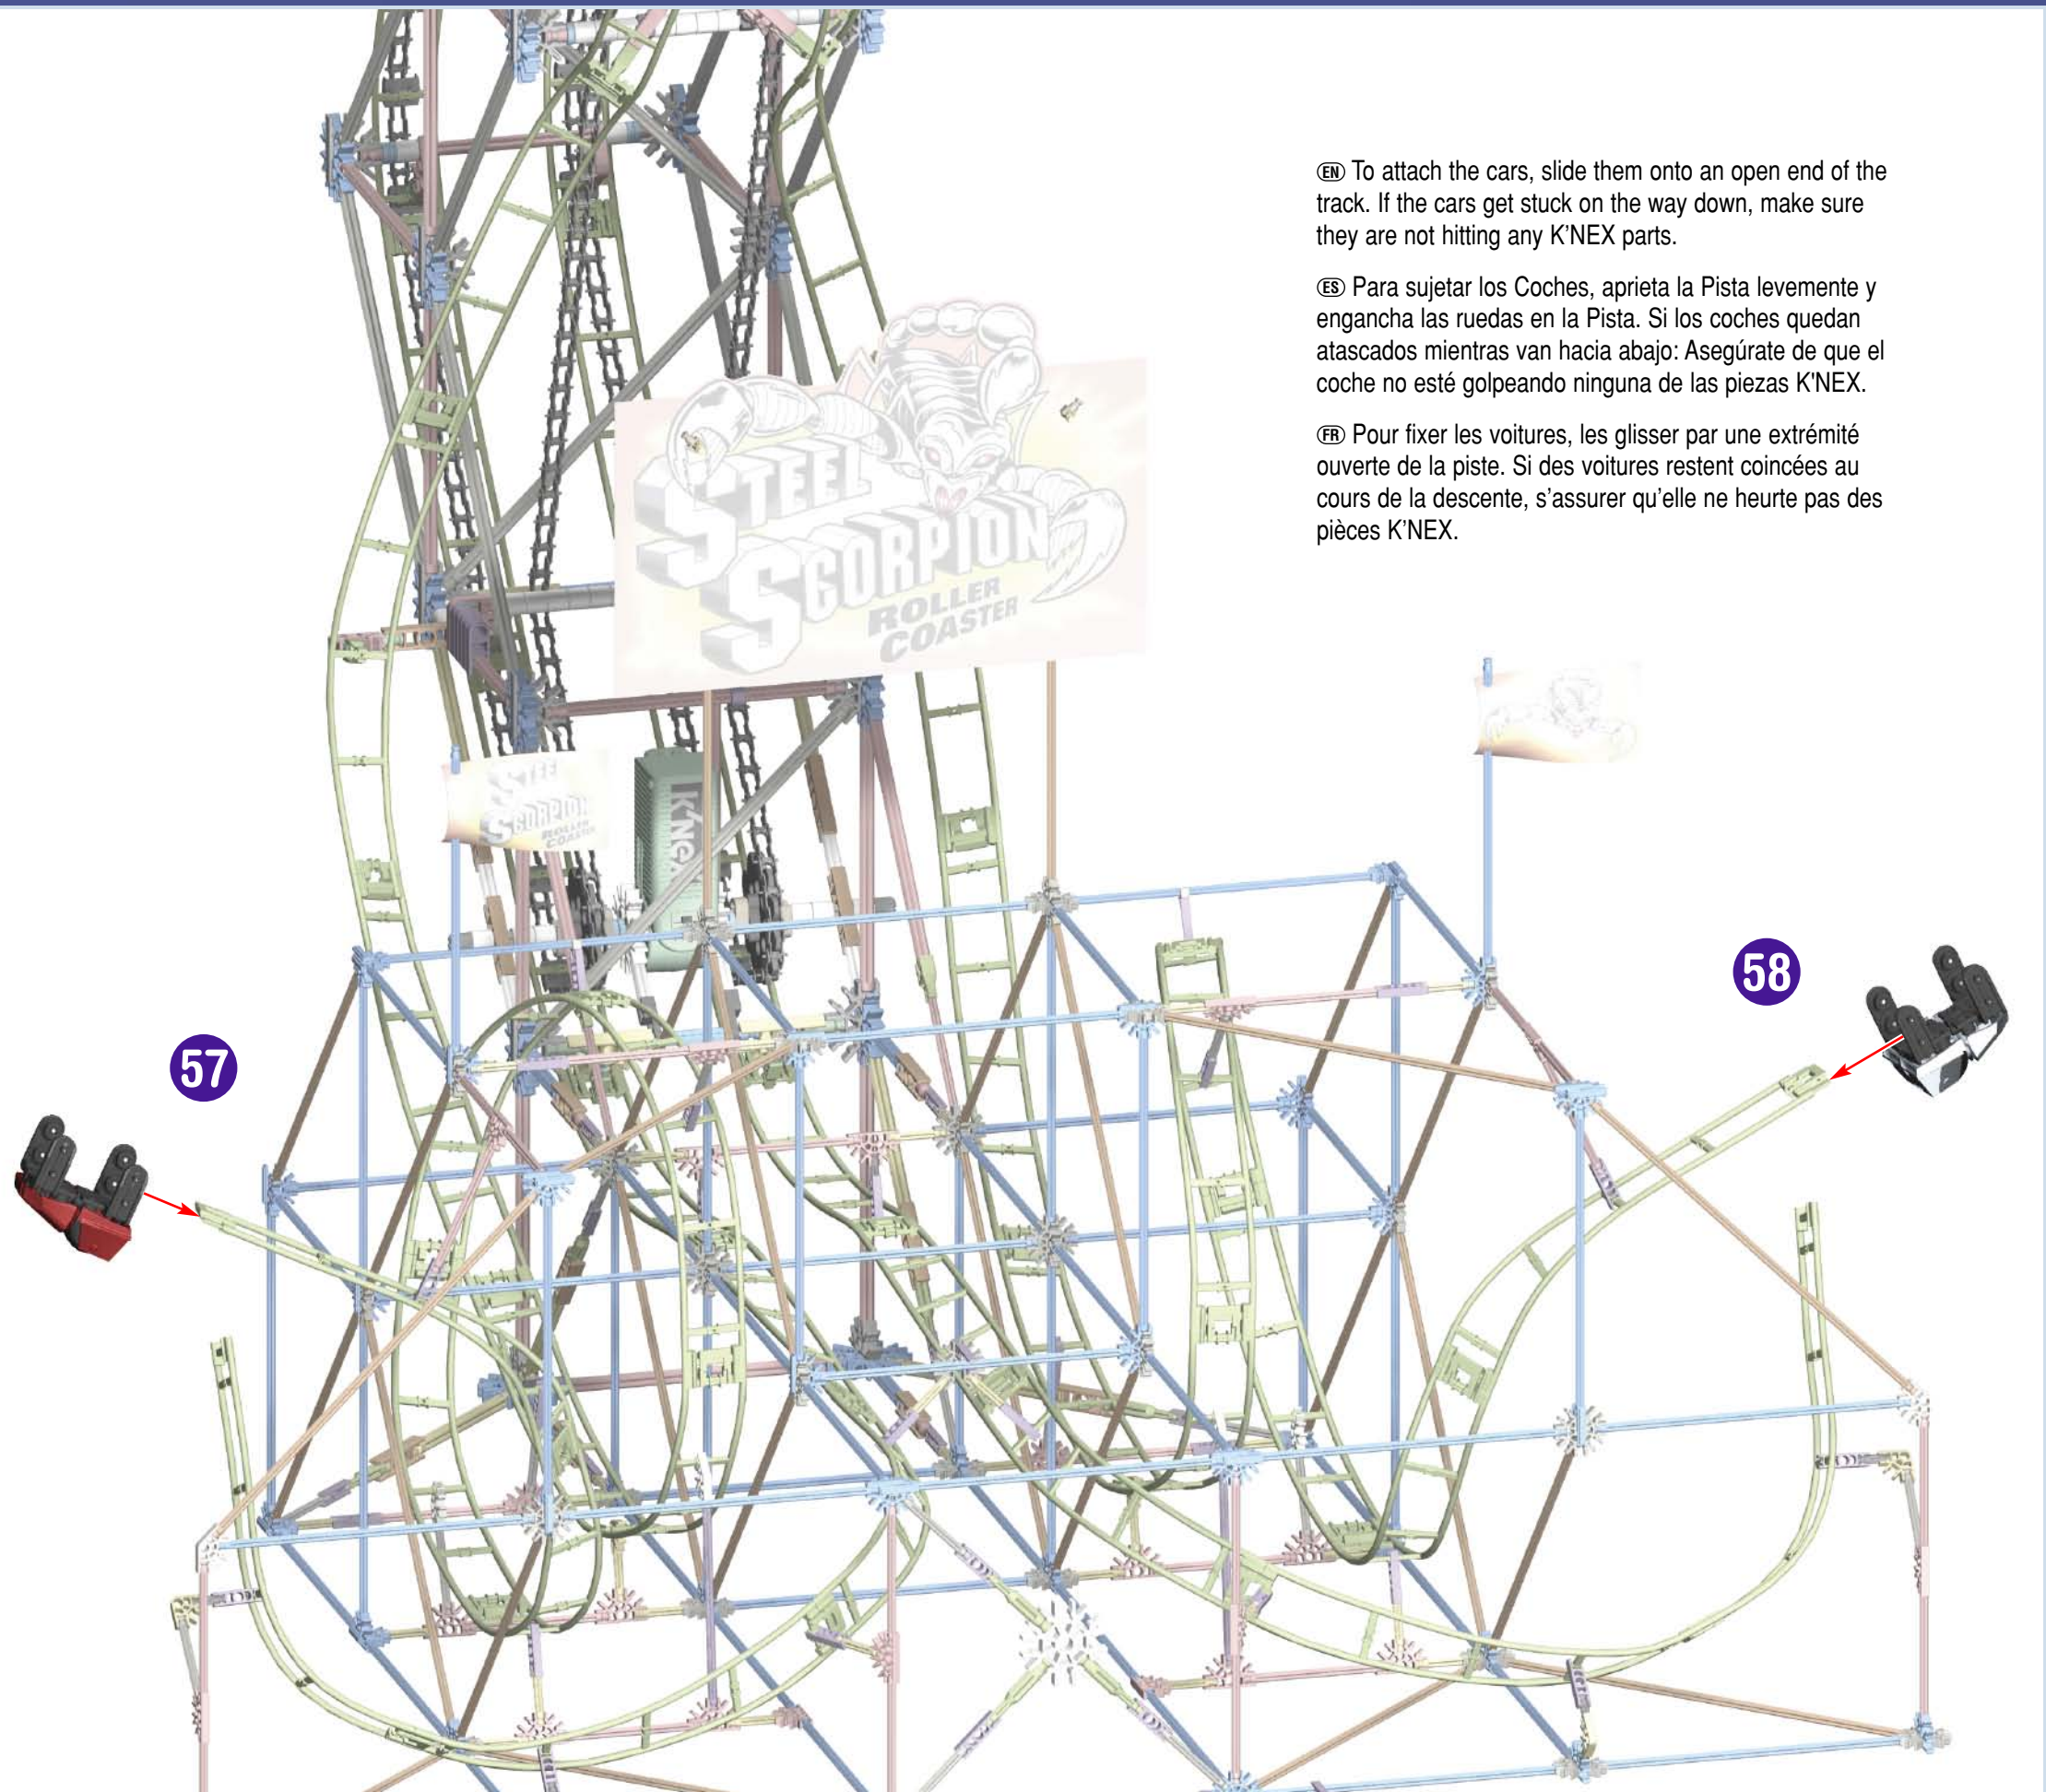 EN To attach the cars, slide them onto an open end of the
track. If the cars get stuck on the way down, make sure
they are not hitting any K’NEX parts.
ES Para sujetar los Coches, aprieta la Pista levemente y
engancha las ruedas en la Pista. Si los coches quedan
atascados mientras van hacia abajo: Asegúrate de que el
coche no esté golpeando ninguna de las piezas K'NEX.
FR Pour fixer les voitures, les glisser par une extrémité
ouverte de la piste. Si des voitures restent coincées au
cours de la descente, s’assurer qu’elle ne heurte pas des
pièces K’NEX.
STEEL
SCORPION
ROLLER
COASTER
STEEL
SCORPION
ROLLER
COASTER
K'NEX
57
58